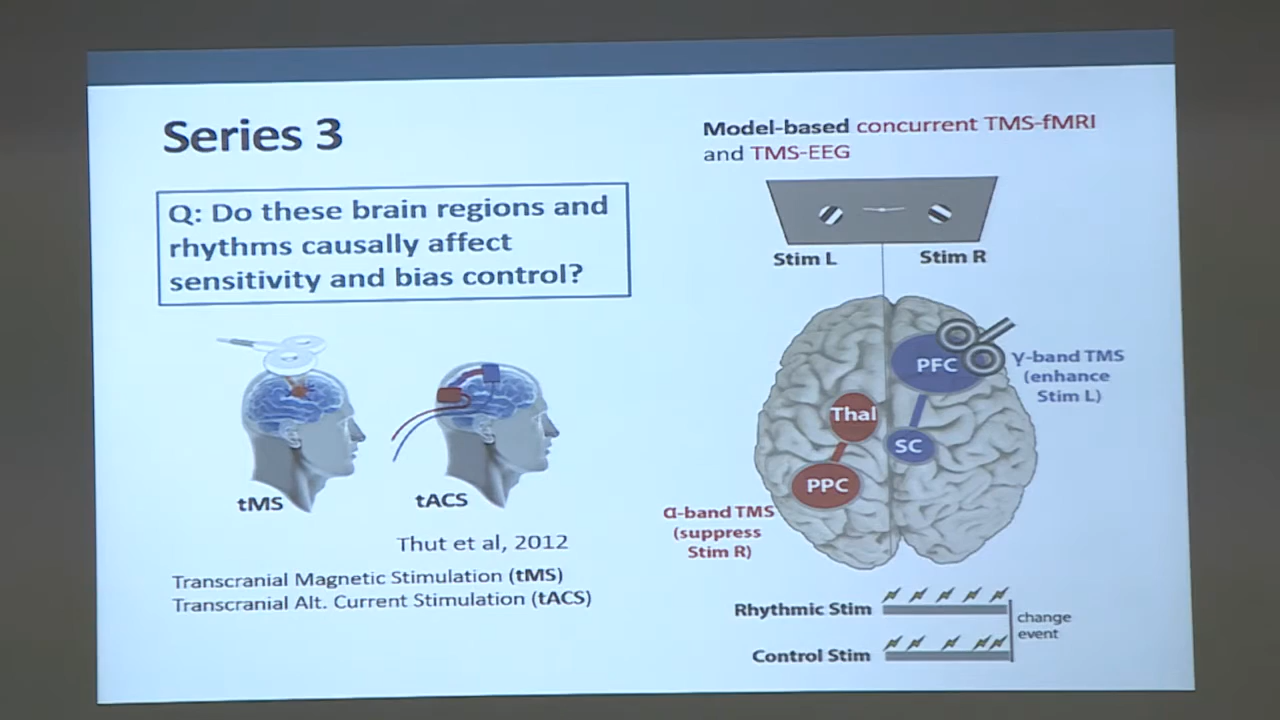 Series 3
Q: Do these brain regions and
rhythms causally affect
sensitivity and bias control?
tMS
tACS
Thut et al, 2012
Transcranial Magnetic Stimulation (tMS)
Transcranial Alt. Current Stimulation (tACS)
Model-based concurrent TMS-fMRI
and TMS-EEG
Stim L
Stim R
PFC
γ-band TMS
(enhance
Stim L)
Thal
SC
PPC
α-band TMS
(suppress
Stim R)
Rhythmic Stim
change
event
Control Stim